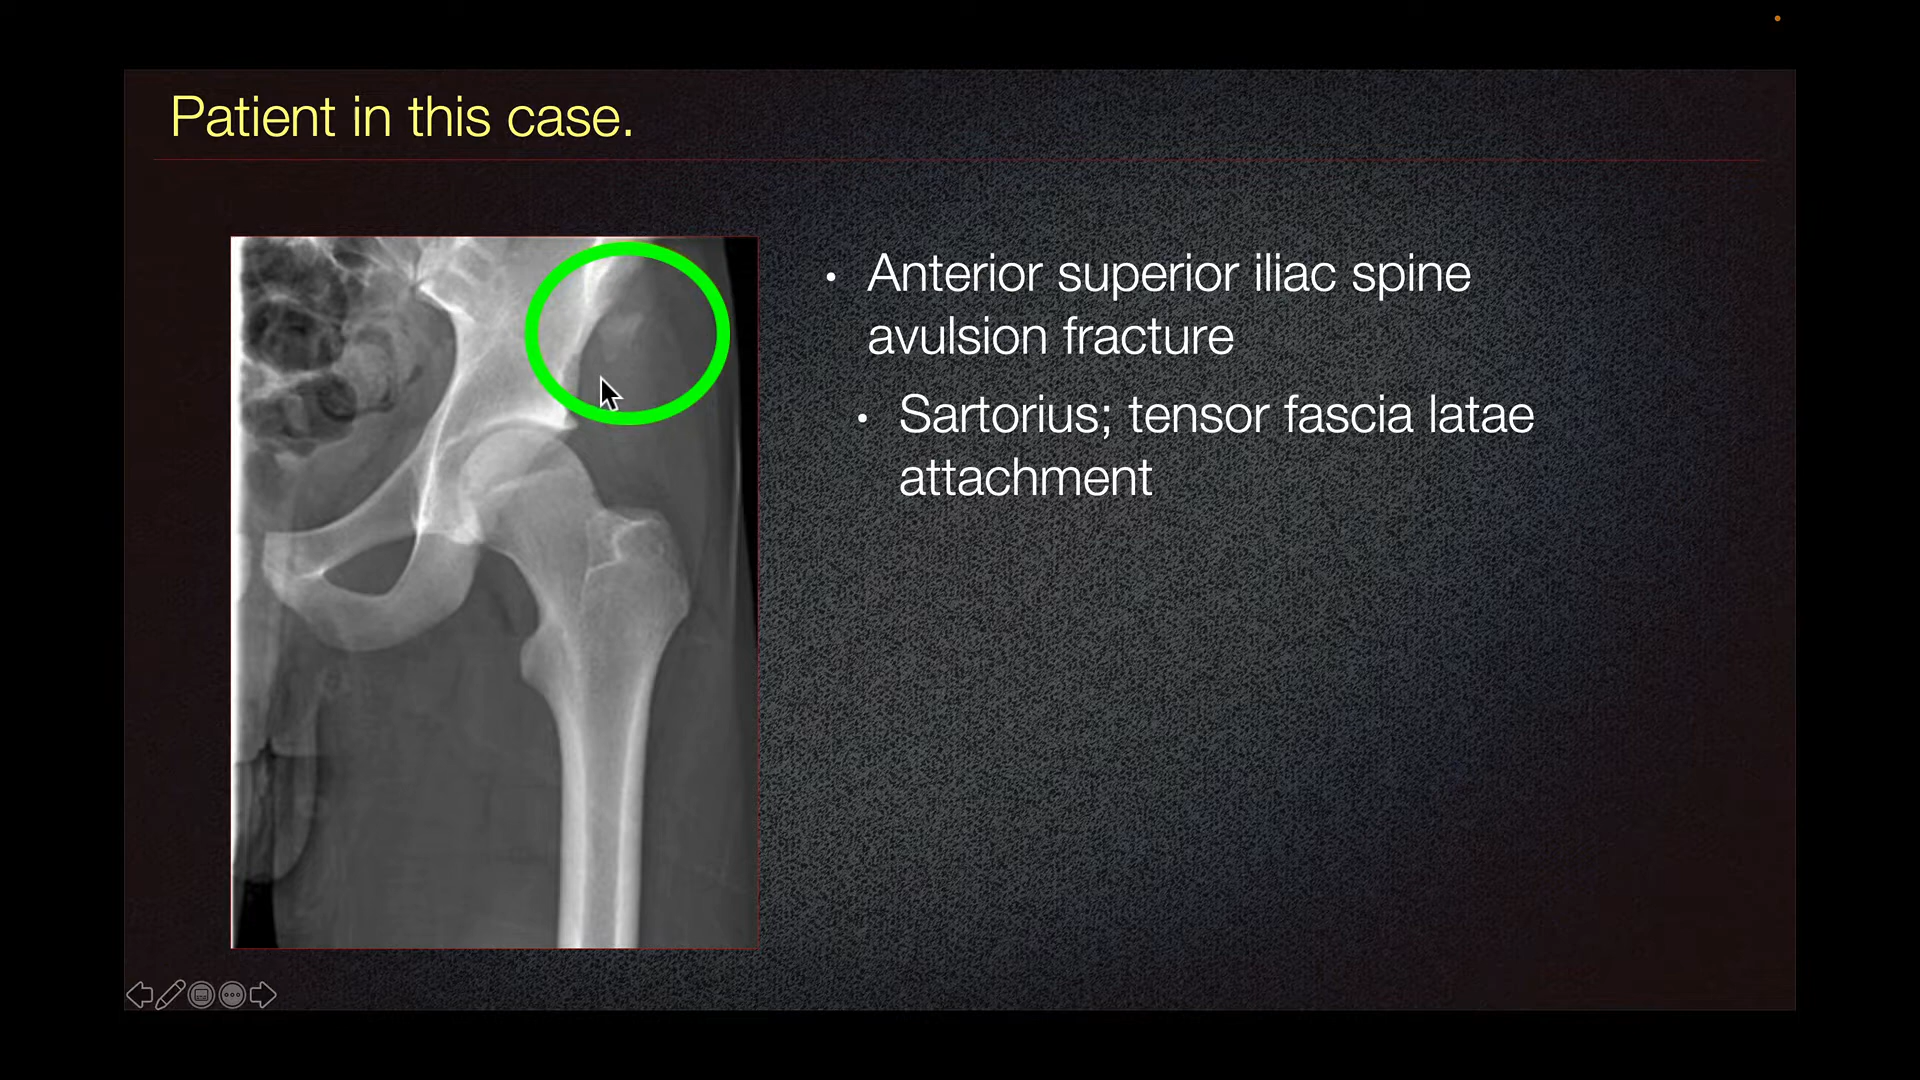 Patient in this case.
• Anterior superior iliac spine
avulsion fracture
• Sartorius; tensor fascia latae
attachment